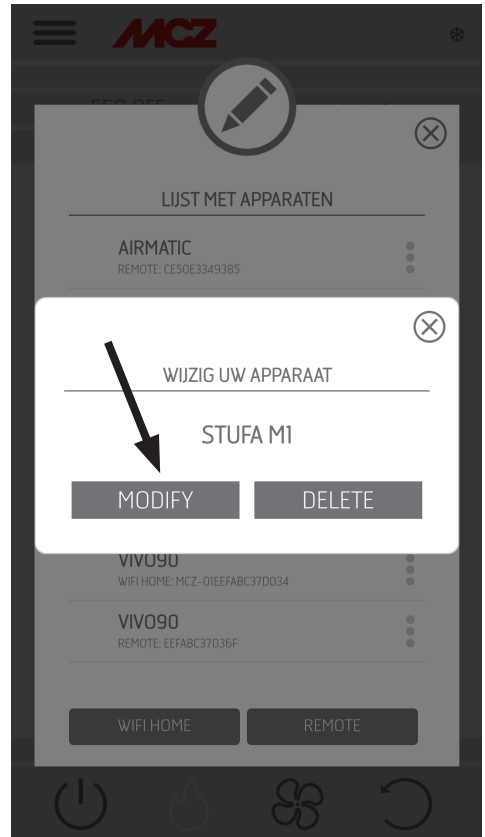 MCZ
LIJST MET APPARATEN
AIRMATIC
REMOTE: CE50E3349385
WIJZIG UW APPARAAT
STUFA M1
MODIFY DELETE
VIVO90
WIFI HOME: MCZ-01EEFABC37D034
VIVO90
REMOTE: EEFABC37036F
WIFI HOME REMOTE